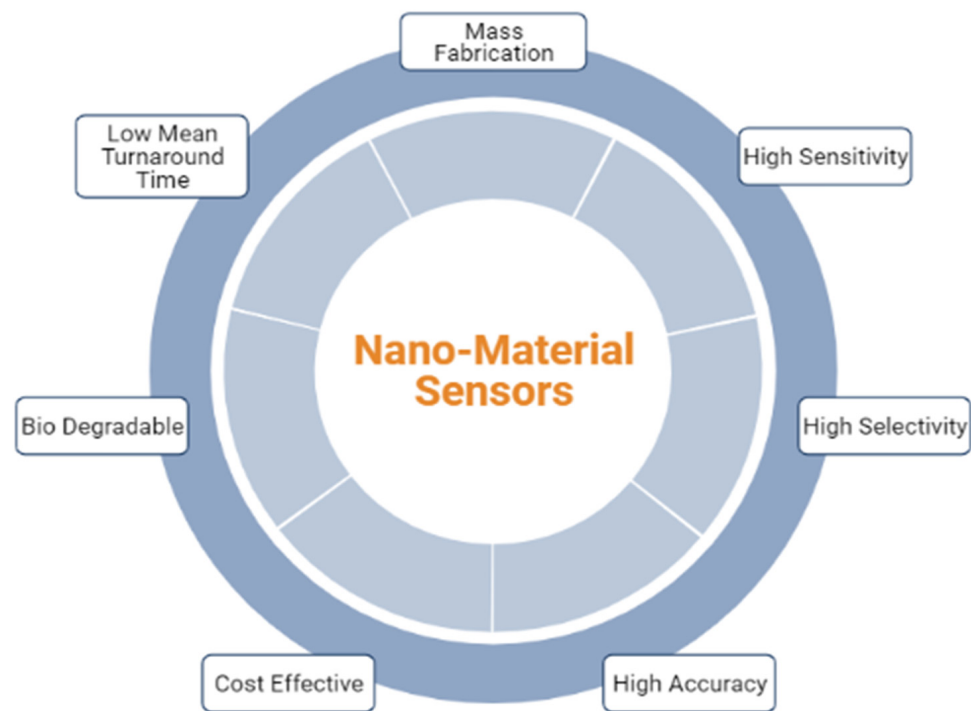 Mass
Fabrication
Low Mean
Turnaround
Time
High Sensitivity
Nano-Material
Sensors
Bio Degradable
High Selectivity
Cost Effective
High Accuracy